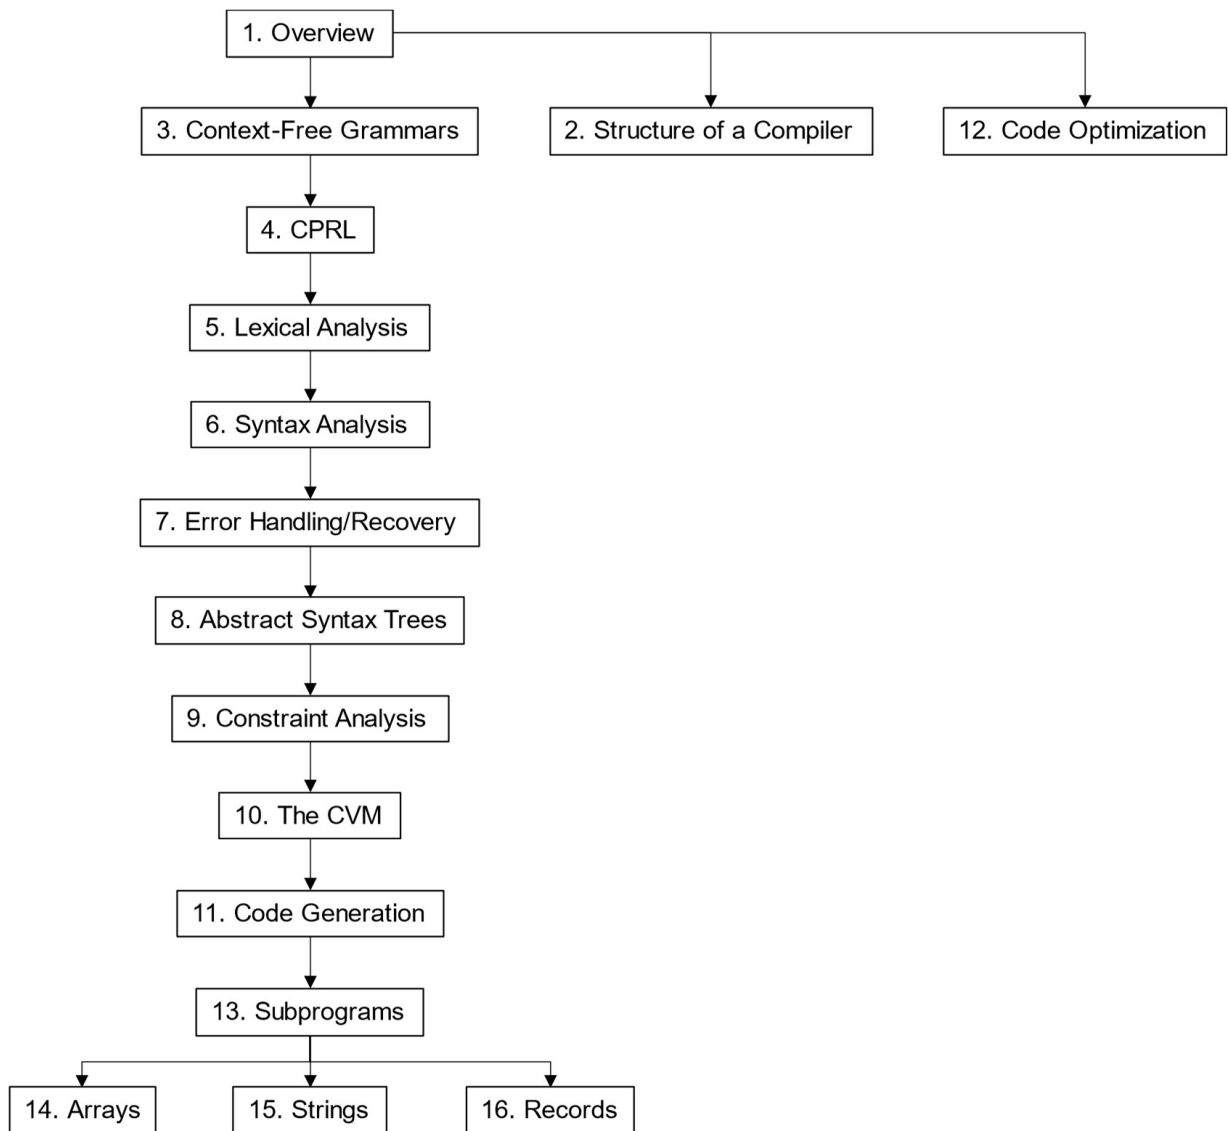 1. Overview
3. Context-Free Grammars
2. Structure of a Compiler
12. Code Optimization
4. CPRL
5. Lexical Analysis
6. Syntax Analysis
7. Error Handling/Recovery
8. Abstract Syntax Trees
9. Constraint Analysis
10. The CVM
11. Code Generation
13. Subprograms
14. Arrays
15. Strings
16. Records